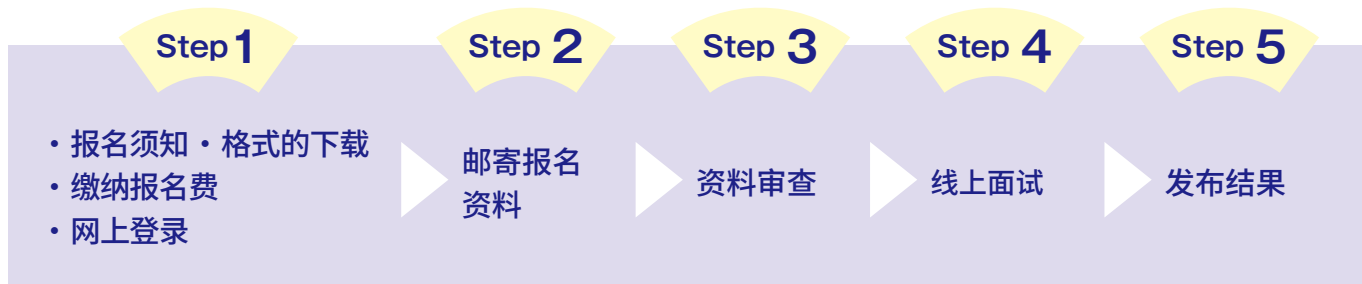 Step 1
・报名须知・格式的下载
・缴纳报名费
・网上登录
Step 2
邮寄报名
资料
Step 3
资料审查
Step 4
线上面试
Step 5
发布结果